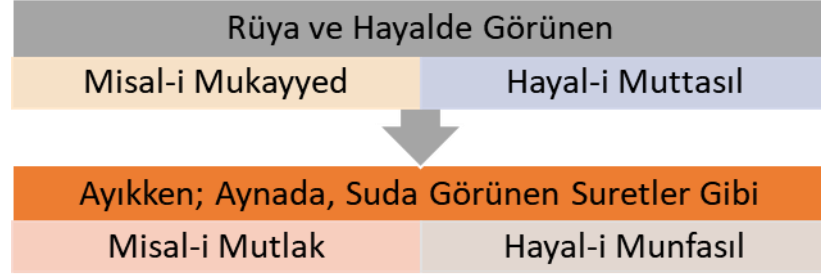 Rüya ve Hayalde Görünen
Misal-i Mukayyed Hayal-i Muttasıl
Ayıkken; Aynada, Suda Görünen Suretler Gibi
Misal-i Mutlak Hayal-i Munfasıl